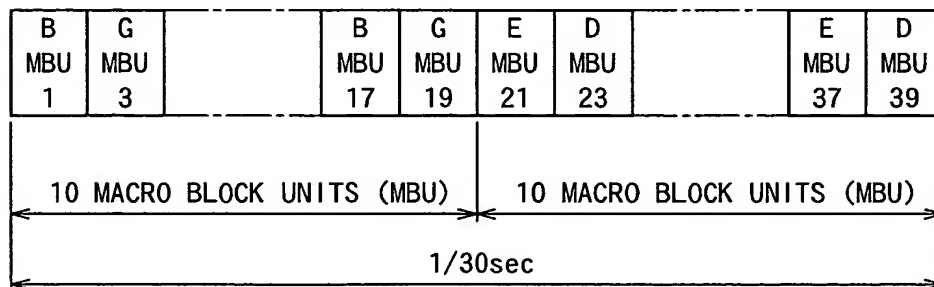 B G B G E D E D
MBU MBU MBU MBU MBU MBU MBU MBU
1 3 17 19 21 23 37 39
10 MACRO BLOCK UNITS (MBU) 10 MACRO BLOCK UNITS (MBU)
1/30sec